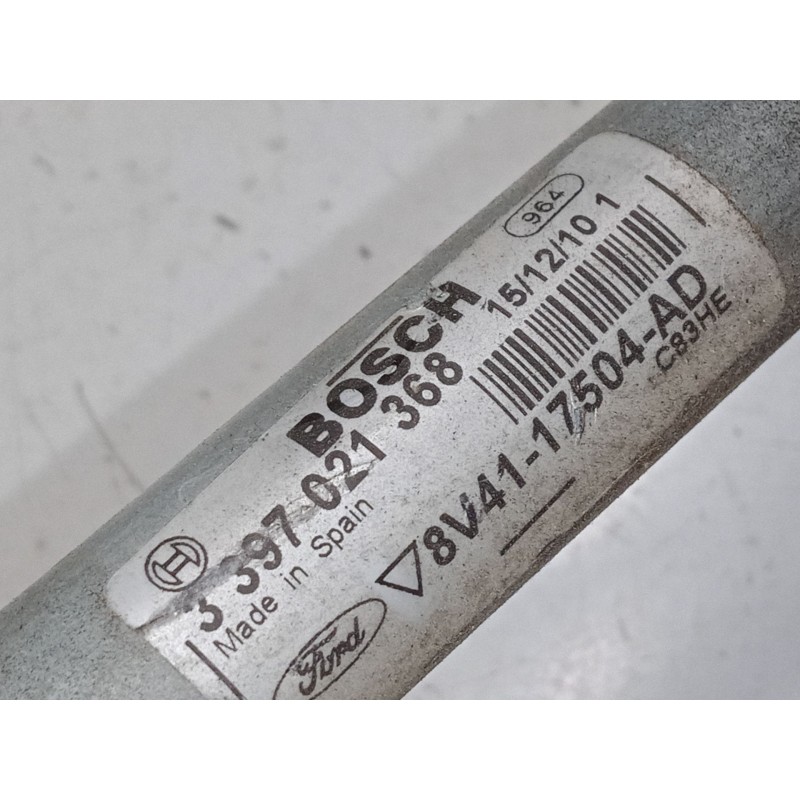 BOSCH
3 397 021 368
Made in Spain
Ford
964
15/12/10 1
8V41-17504-AD
C83HE